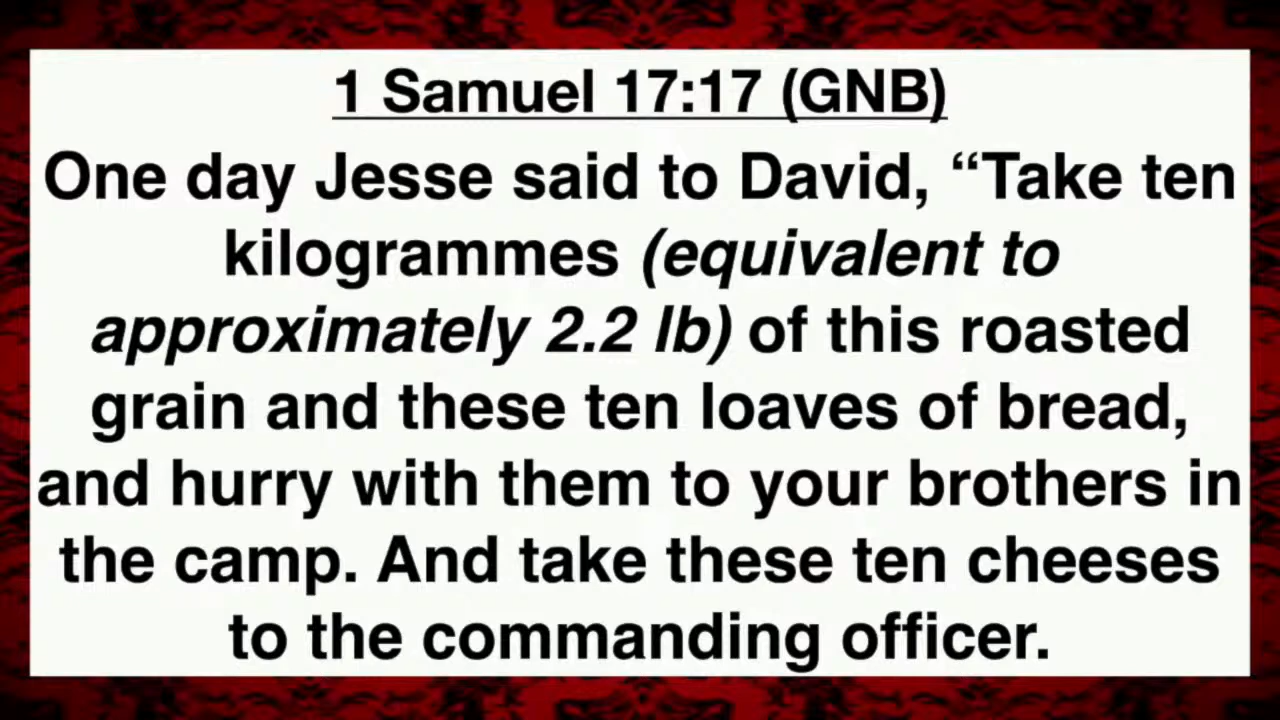 1 Samuel 17:17 (GNB)
One day Jesse said to David, “Take ten
kilogrammes (equivalent to
approximately 2.2 lb) of this roasted
grain and these ten loaves of bread,
and hurry with them to your brothers in
the camp. And take these ten cheeses
to the commanding officer.